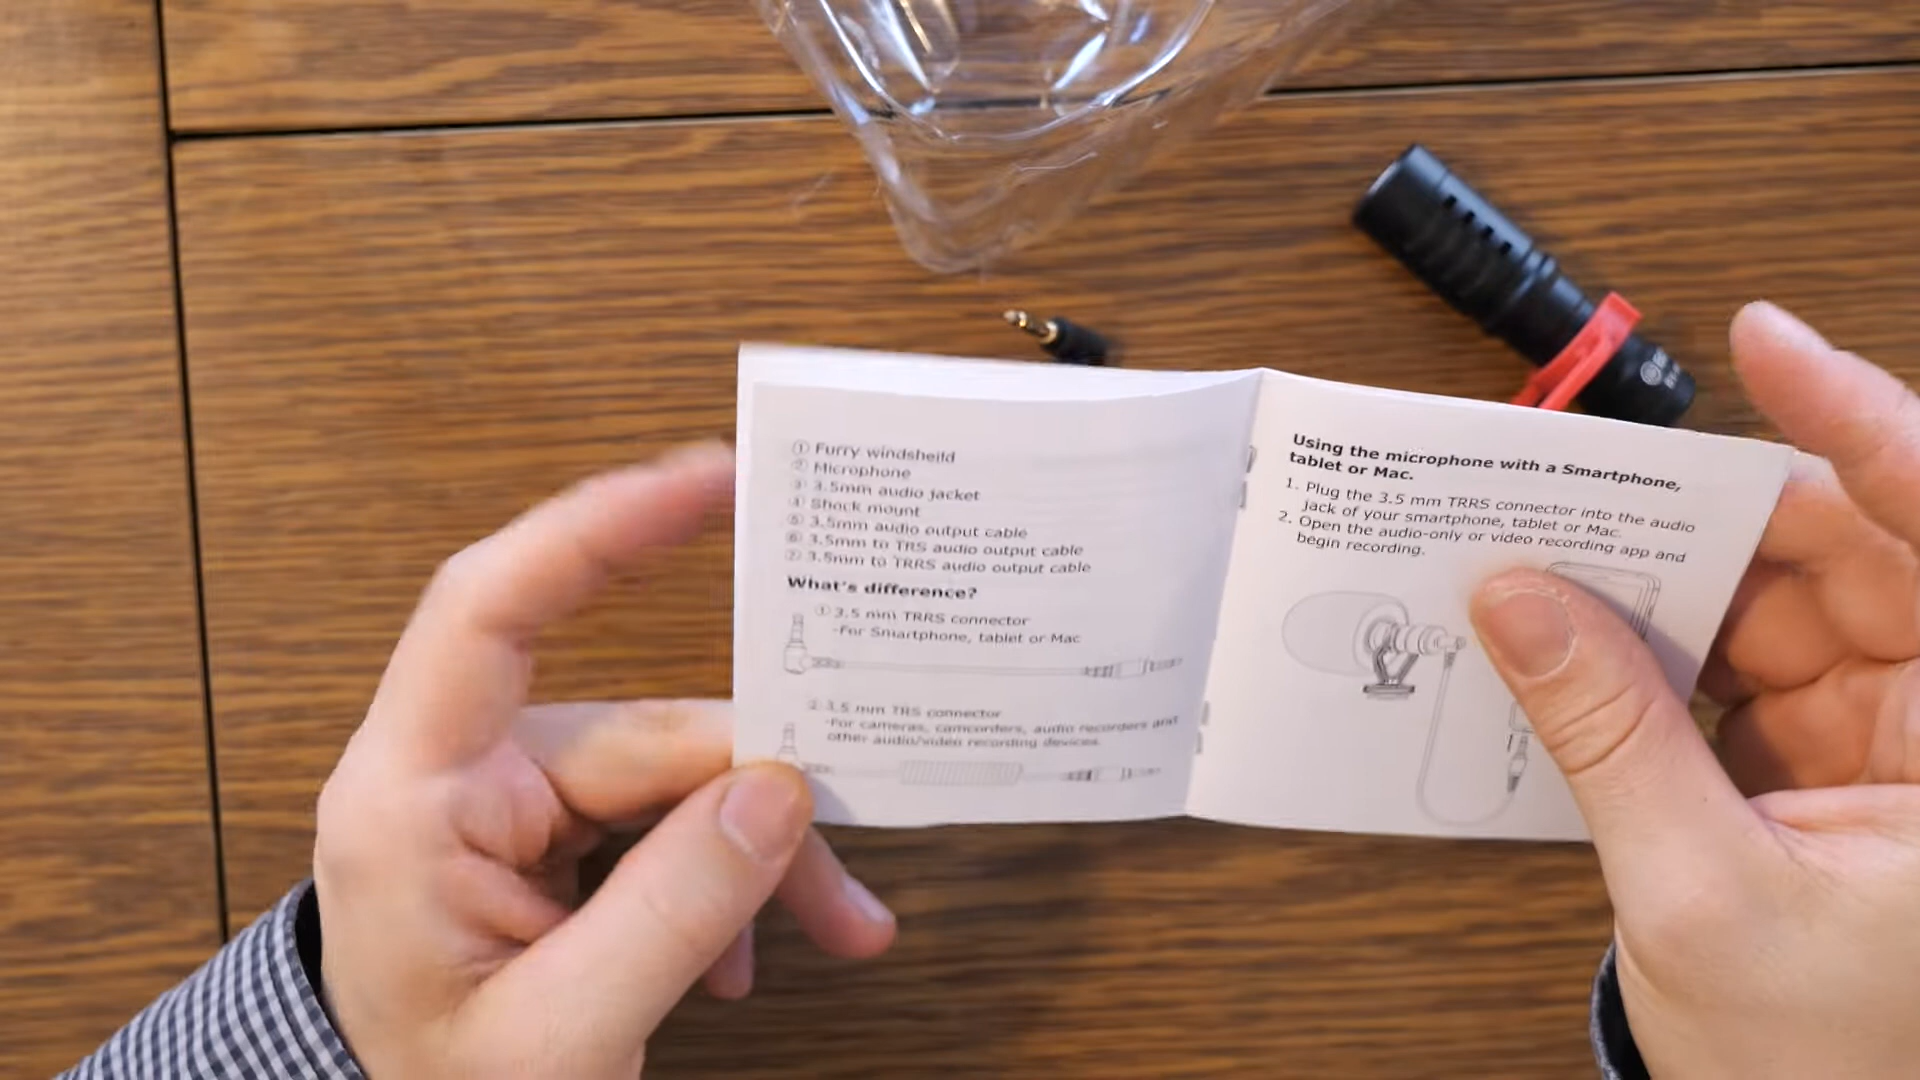 ① Furry windsheild
② Microphone
③ 3.5mm audio jacket
④ Shock mount
⑤ 3.5mm audio output cable
⑥ 3.5mm to TRS audio output cable
⑦ 3.5mm to TRRS audio output cable
What's difference?
① 3.5 mm TRRS connector
-For Smartphone, tablet or Mac
② 3.5 mm TRS connector
-For cameras, camcorders, audio recorders and
other audio/video recording devices.
Using the microphone with a Smartphone,
tablet or Mac.
1. Plug the 3.5 mm TRRS connector into the audio
jack of your smartphone, tablet or Mac.
2. Open the audio-only or video recording app and
begin recording.